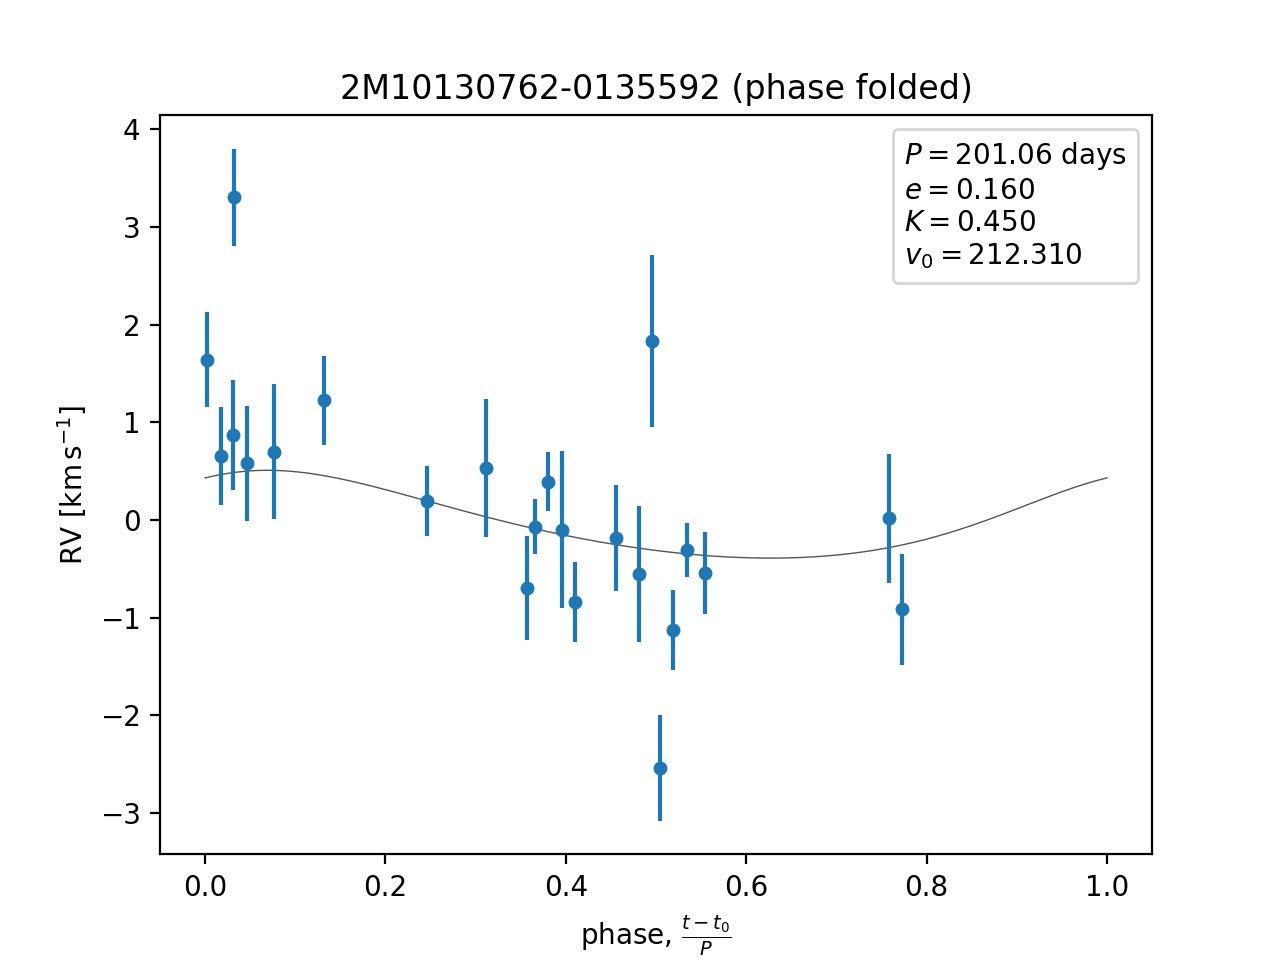 2M10130762-0135592 (phase folded)
P = 201.06 days
e = 0.160
K = 0.450
v₀ = 212.310
4
3
2
1
0
−1
−2
−3
RV [km s⁻¹]
0.0 0.2 0.4 0.6 0.8 1.0
phase, (t − t₀)/P